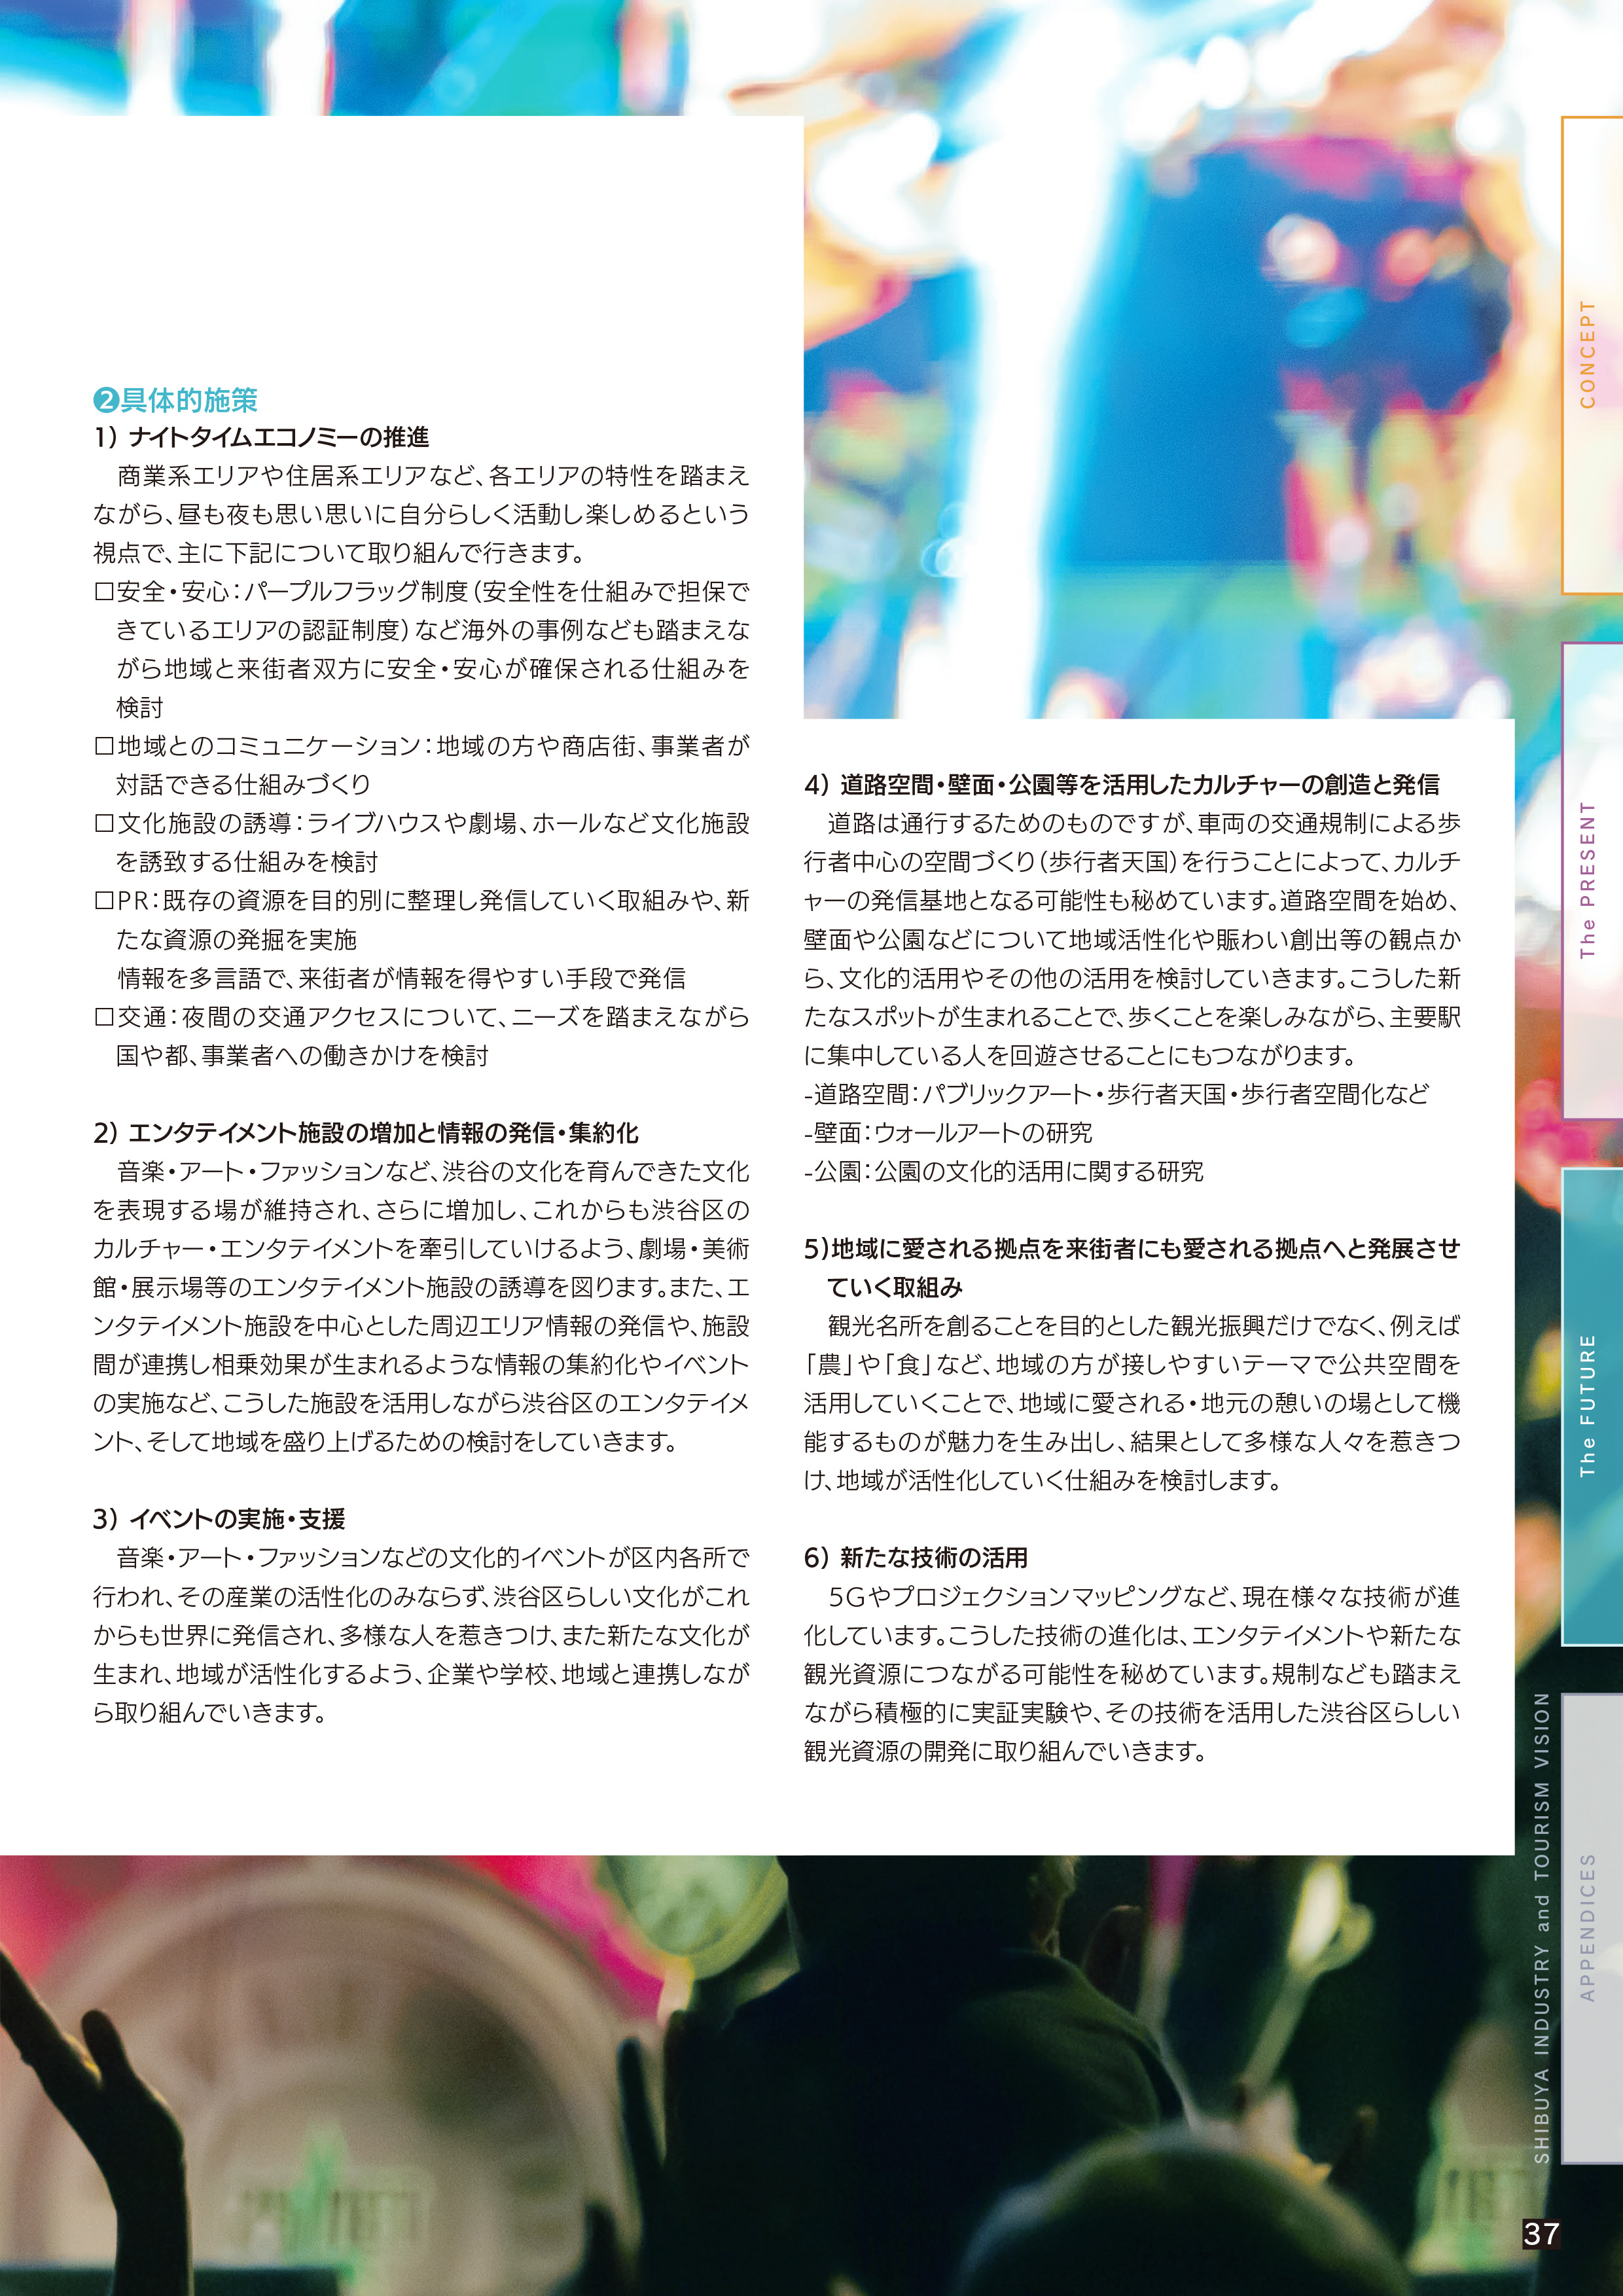 ❷具体的施策
1） ナイトタイムエコノミーの推進
　商業系エリアや住居系エリアなど、各エリアの特性を踏まえ
ながら、昼も夜も思い思いに自分らしく活動し楽しめるという
視点で、主に下記について取り組んで行きます。
□安全・安心：パープルフラッグ制度（安全性を仕組みで担保で
きているエリアの認証制度）など海外の事例なども踏まえな
がら地域と来街者双方に安全・安心が確保される仕組みを
検討
□地域とのコミュニケーション：地域の方や商店街、事業者が
対話できる仕組みづくり
□文化施設の誘導：ライブハウスや劇場、ホールなど文化施設
を誘致する仕組みを検討
□PR：既存の資源を目的別に整理し発信していく取組みや、新
たな資源の発掘を実施
情報を多言語で、来街者が情報を得やすい手段で発信
□交通：夜間の交通アクセスについて、ニーズを踏まえながら
国や都、事業者への働きかけを検討
2） エンタテイメント施設の増加と情報の発信・集約化
　音楽・アート・ファッションなど、渋谷の文化を育んできた文化
を表現する場が維持され、さらに増加し、これからも渋谷区の
カルチャー・エンタテイメントを牽引していけるよう、劇場・美術
館・展示場等のエンタテイメント施設の誘導を図ります。また、エ
ンタテイメント施設を中心とした周辺エリア情報の発信や、施設
間が連携し相乗効果が生まれるような情報の集約化やイベント
の実施など、こうした施設を活用しながら渋谷区のエンタテイメ
ント、そして地域を盛り上げるための検討をしていきます。
3） イベントの実施・支援
　音楽・アート・ファッションなどの文化的イベントが区内各所で
行われ、その産業の活性化のみならず、渋谷区らしい文化がこれ
からも世界に発信され、多様な人を惹きつけ、また新たな文化が
生まれ、地域が活性化するよう、企業や学校、地域と連携しなが
ら取り組んでいきます。
4） 道路空間・壁面・公園等を活用したカルチャーの創造と発信
　道路は通行するためのものですが、車両の交通規制による歩
行者中心の空間づくり（歩行者天国）を行うことによって、カルチ
ャーの発信基地となる可能性も秘めています。道路空間を始め、
壁面や公園などについて地域活性化や賑わい創出等の観点か
ら、文化的活用やその他の活用を検討していきます。こうした新
たなスポットが生まれることで、歩くことを楽しみながら、主要駅
に集中している人を回遊させることにもつながります。
-道路空間：パブリックアート・歩行者天国・歩行者空間化など
-壁面：ウォールアートの研究
-公園：公園の文化的活用に関する研究
5）地域に愛される拠点を来街者にも愛される拠点へと発展させ
ていく取組み
　観光名所を創ることを目的とした観光振興だけでなく、例えば
「農」や「食」など、地域の方が接しやすいテーマで公共空間を
活用していくことで、地域に愛される・地元の憩いの場として機
能するものが魅力を生み出し、結果として多様な人々を惹きつ
け、地域が活性化していく仕組みを検討します。
6） 新たな技術の活用
　5Gやプロジェクションマッピングなど、現在様々な技術が進
化しています。こうした技術の進化は、エンタテイメントや新たな
観光資源につながる可能性を秘めています。規制なども踏まえ
ながら積極的に実証実験や、その技術を活用した渋谷区らしい
観光資源の開発に取り組んでいきます。
CONCEPT
The PRESENT
The FUTURE
APPENDICES
SHIBUYA INDUSTRY and TOURISM VISION
37